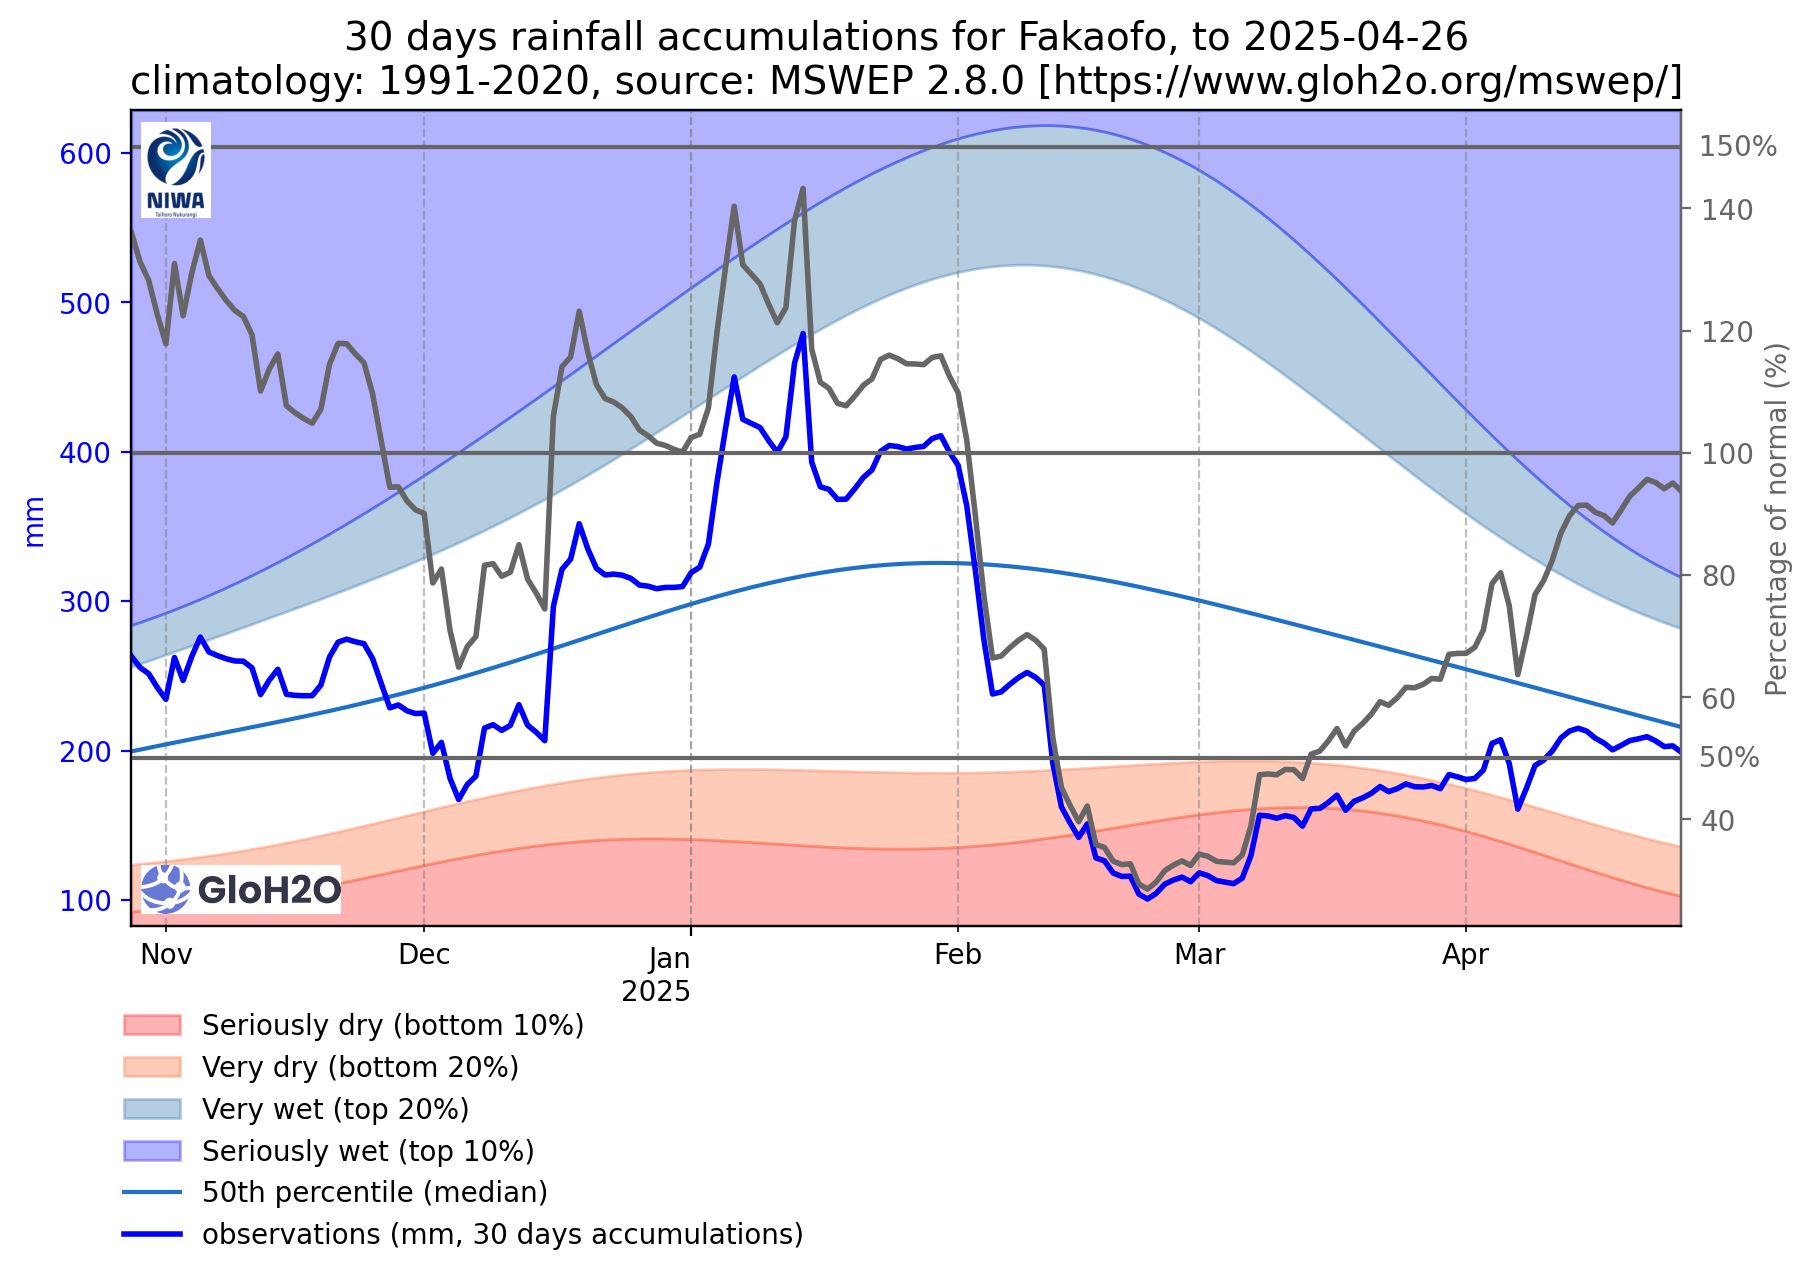 30 days rainfall accumulations for Fakaofo, to 2025-04-26
climatology: 1991-2020, source: MSWEP 2.8.0 [https://www.gloh2o.org/mswep/]
600
500
400
300
200
100
mm
150%
140
120
100
80
60
50%
40
Percentage of normal (%)
NIWA
Taihoro Nukurangi
GloH2O
Nov
Dec
Jan
2025
Feb
Mar
Apr
Seriously dry (bottom 10%)
Very dry (bottom 20%)
Very wet (top 20%)
Seriously wet (top 10%)
50th percentile (median)
observations (mm, 30 days accumulations)